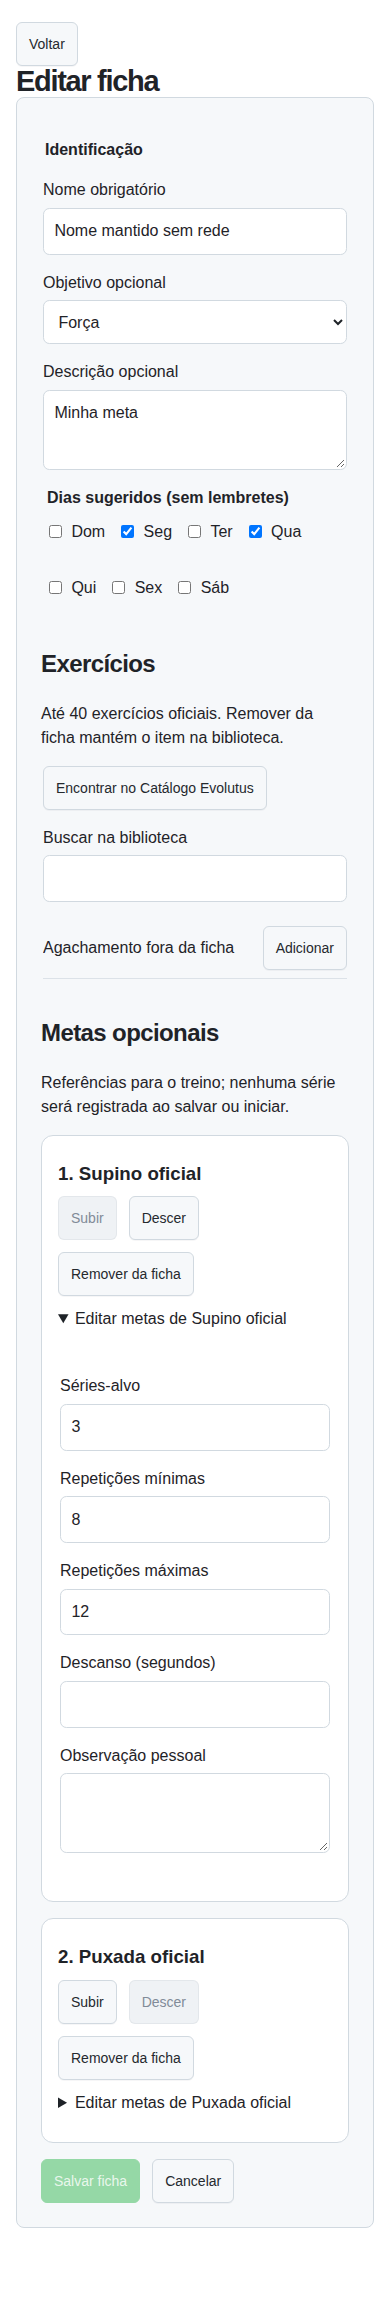 Voltar
Editar ficha
Identificação
Nome obrigatório
Nome mantido sem rede
Objetivo opcional
Força
Descrição opcional
Minha meta
Dias sugeridos (sem lembretes)
Dom Seg Ter Qua
Qui Sex Sáb
Exercícios
Até 40 exercícios oficiais. Remover da
ficha mantém o item na biblioteca.
Encontrar no Catálogo Evolutus
Buscar na biblioteca
Agachamento fora da ficha Adicionar
Metas opcionais
Referências para o treino; nenhuma série
será registrada ao salvar ou iniciar.
1. Supino oficial
Subir Descer
Remover da ficha
Editar metas de Supino oficial
Séries-alvo
3
Repetições mínimas
8
Repetições máximas
12
Descanso (segundos)
Observação pessoal
2. Puxada oficial
Subir Descer
Remover da ficha
Editar metas de Puxada oficial
Salvar ficha Cancelar